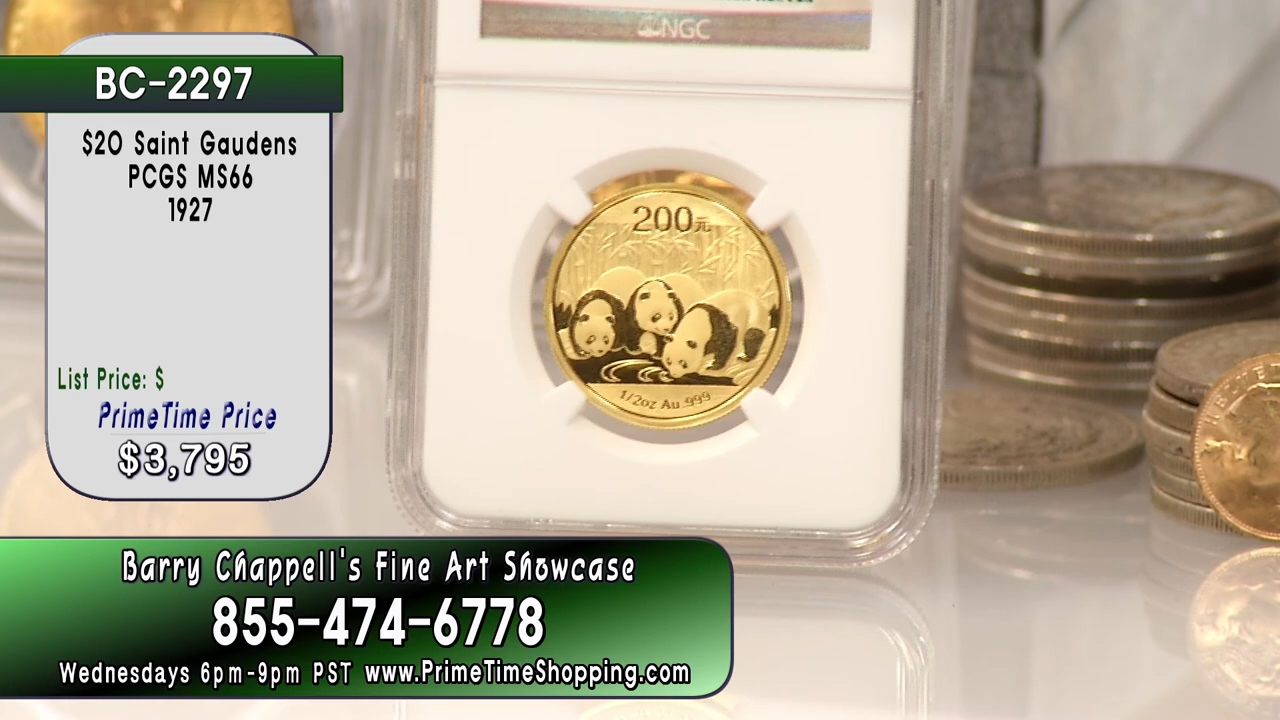 NGC
BC-2297
$20 Saint Gaudens
PCGS MS66
1927
List Price: $
PrimeTime Price
$3,795
200元
1/2oz Au .999
Barry Chappell's Fine Art Showcase
855-474-6778
Wednesdays 6pm-9pm PST www.PrimeTimeShopping.com